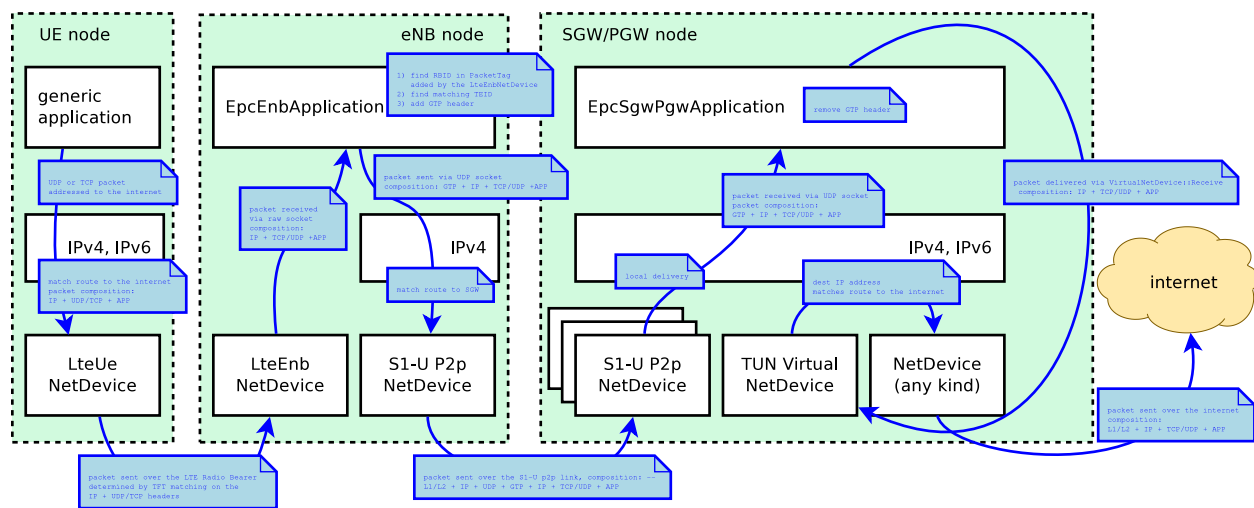 UE node
generic
application
UDP or TCP packet
addressed to the internet
IPv4, IPv6
match route to the internet
packet composition:
IP + UDP/TCP + APP
LteUe
NetDevice
packet sent over the LTE Radio Bearer
determined by TFT matching on the
IP + UDP/TCP headers
eNB node
EpcEnbApplication
1) find RBID in PacketTag
added by the LteEnbNetDevice
2) find matching TEID
3) add GTP header
packet sent via UDP socket
composition: GTP + IP + TCP/UDP +APP
packet received
via raw socket
composition:
IP + TCP/UDP +APP
IPv4
match route to SGW
LteEnb
NetDevice
S1-U P2p
NetDevice
packet sent over the S1-U p2p link, composition: --
L1/L2 + IP + UDP + GTP + IP + TCP/UDP + APP
SGW/PGW node
EpcSgwPgwApplication
remove GTP header
packet received via UDP socket
packet composition:
GTP + IP + TCP/UDP + APP
packet delivered via VirtualNetDevice::Receive
composition: IP + TCP/UDP + APP
IPv4, IPv6
local delivery
dest IP address
matches route to the internet
S1-U P2p
NetDevice
TUN Virtual
NetDevice
NetDevice
(any kind)
internet
packet sent over the internet
composition:
L1/L2 + IP + TCP/UDP + APP